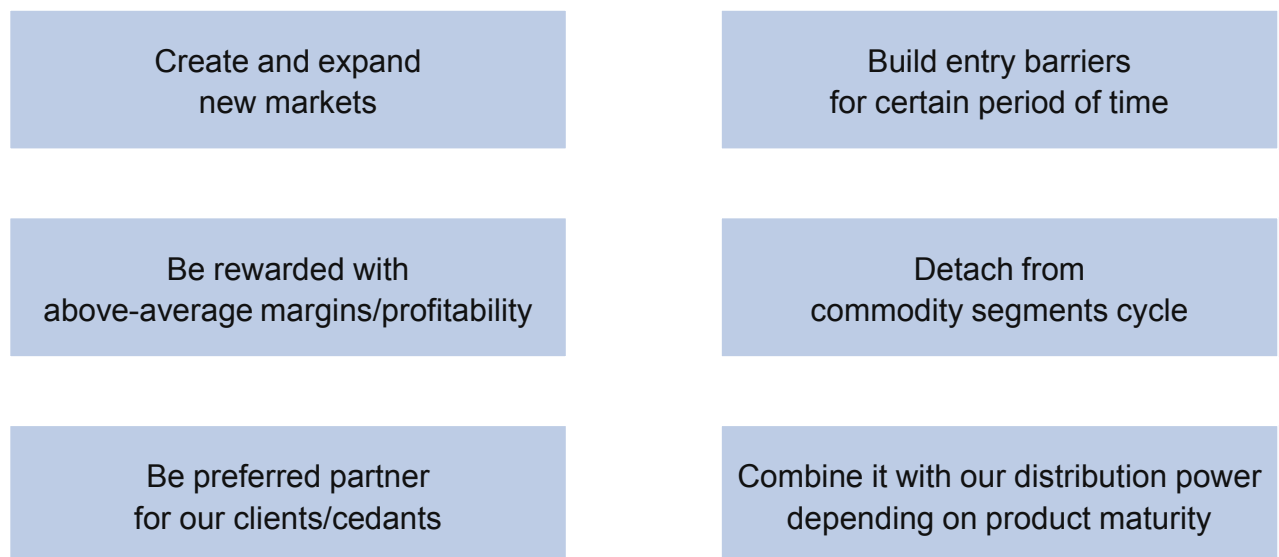 Create and expand
new markets
Build entry barriers
for certain period of time
Be rewarded with
above-average margins/profitability
Detach from
commodity segments cycle
Be preferred partner
for our clients/cedants
Combine it with our distribution power
depending on product maturity